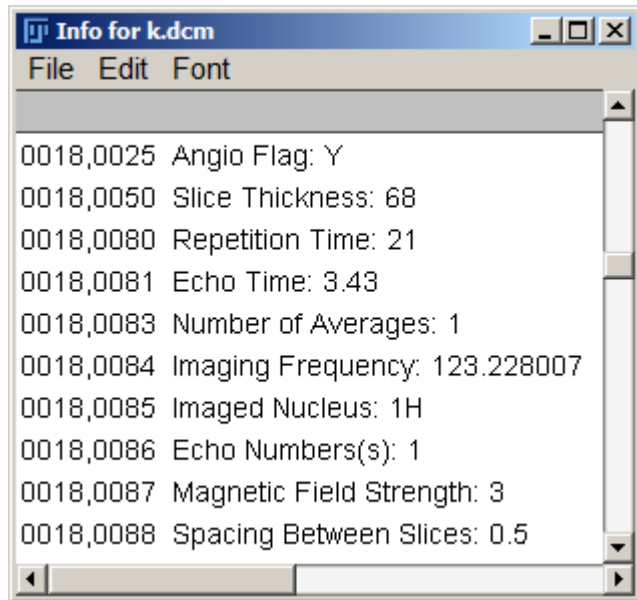 Info for k.dcm
File Edit Font
0018,0025 Angio Flag: Y
0018,0050 Slice Thickness: 68
0018,0080 Repetition Time: 21
0018,0081 Echo Time: 3.43
0018,0083 Number of Averages: 1
0018,0084 Imaging Frequency: 123.228007
0018,0085 Imaged Nucleus: 1H
0018,0086 Echo Numbers(s): 1
0018,0087 Magnetic Field Strength: 3
0018,0088 Spacing Between Slices: 0.5